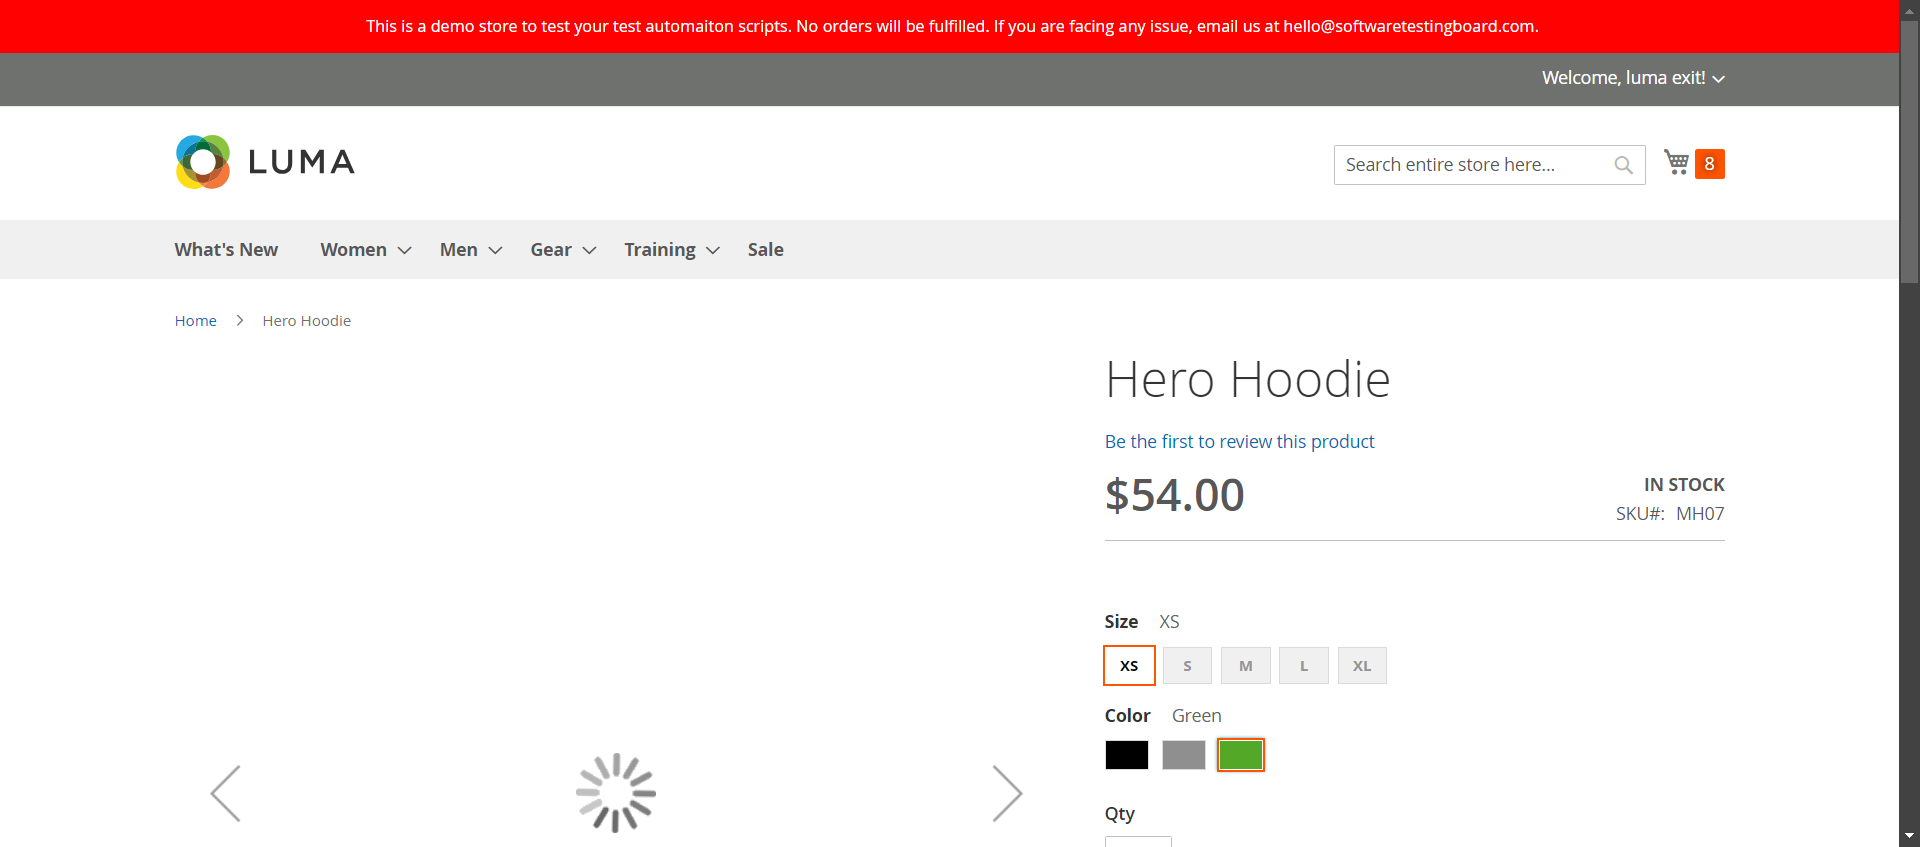 This is a demo store to test your test automaiton scripts. No orders will be fulfilled. If you are facing any issue, email us at hello@softwaretestingboard.com.
Welcome, luma exit!
LUMA
Search entire store here...
8
What's New
Women
Men
Gear
Training
Sale
Home
Hero Hoodie
Hero Hoodie
Be the first to review this product
$54.00
IN STOCK
SKU#: MH07
Size XS
XS S M L XL
Color Green
Qty